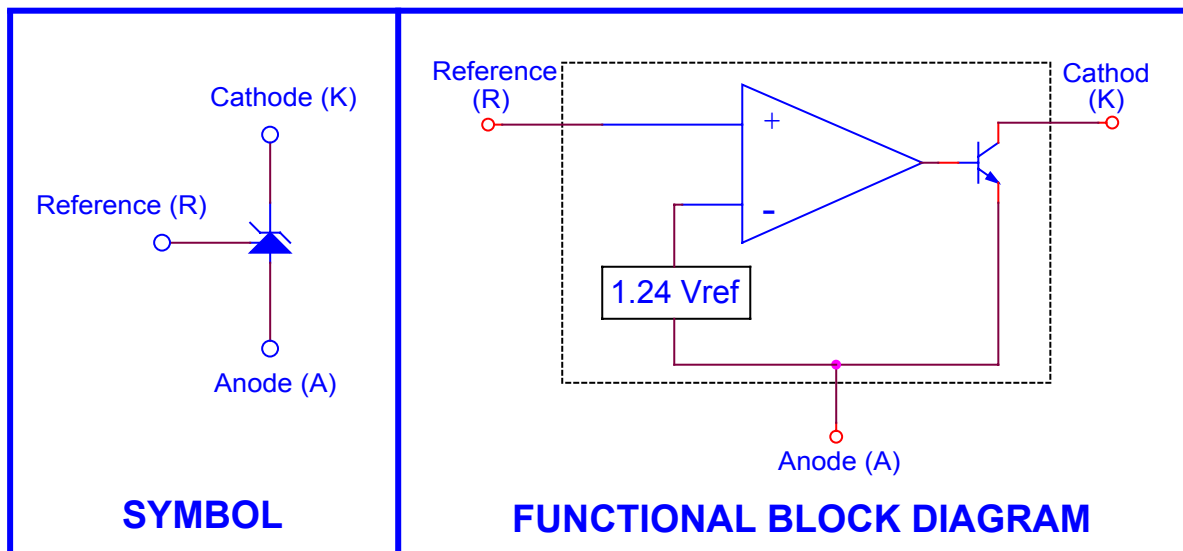 Cathode (K)
Reference (R)
Anode (A)
SYMBOL
Reference
(R)
Cathod
(K)
+
-
1.24 Vref
Anode (A)
FUNCTIONAL BLOCK DIAGRAM